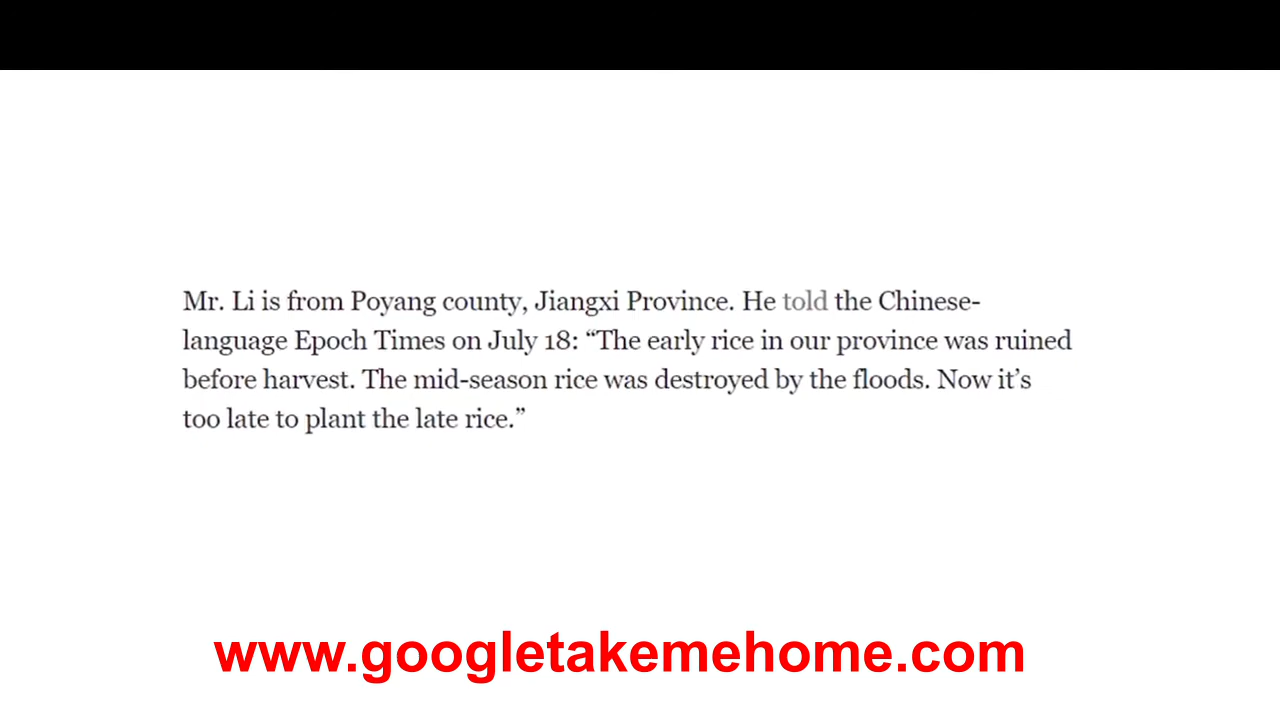 Mr. Li is from Poyang county, Jiangxi Province. He told the Chinese-
language Epoch Times on July 18: “The early rice in our province was ruined
before harvest. The mid-season rice was destroyed by the floods. Now it’s
too late to plant the late rice.”
www.googletakemehome.com